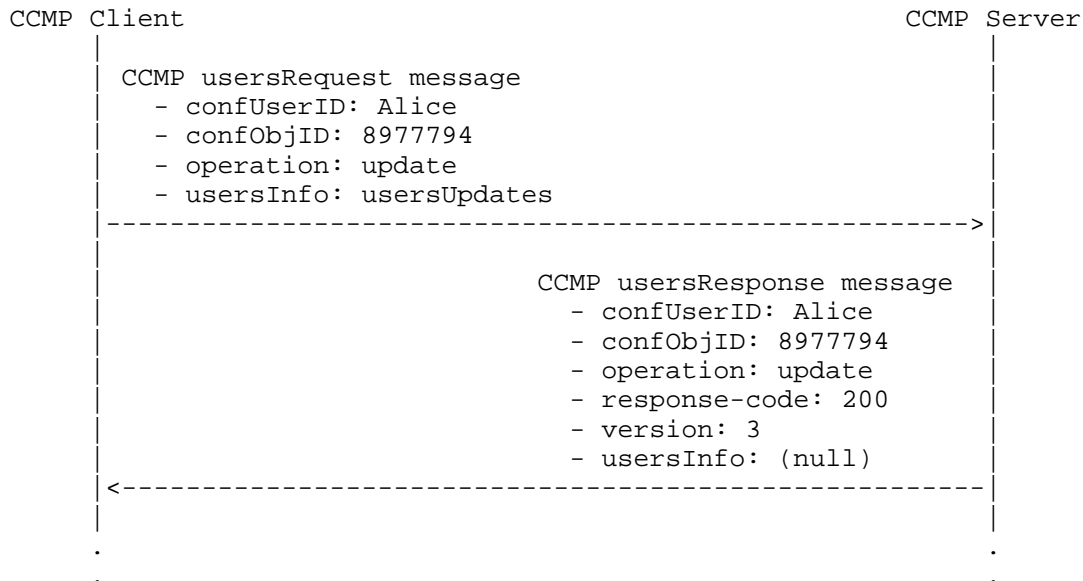 CCMP Client CCMP Server
CCMP usersRequest message
- confUserID: Alice
- confObjID: 8977794
- operation: update
- usersInfo: usersUpdates
CCMP usersResponse message
- confUserID: Alice
- confObjID: 8977794
- operation: update
- response-code: 200
- version: 3
- usersInfo: (null)